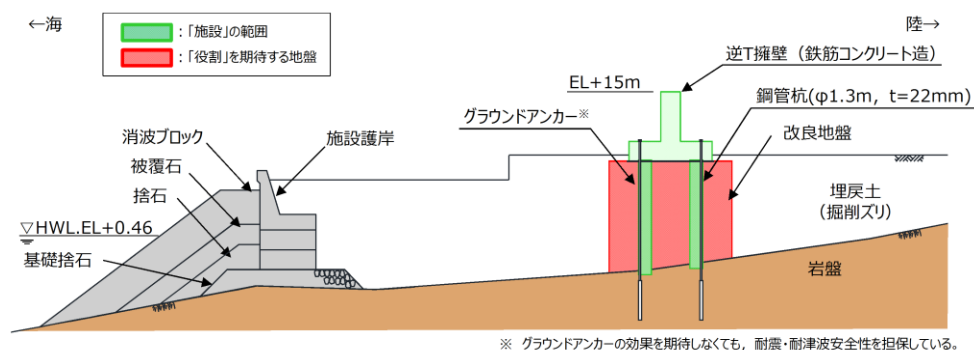 ←海
陸→
:「施設」の範囲
:「役割」を期待する地盤
逆T擁壁(鉄筋コンクリート造)
EL+15m
鋼管杭(φ1.3m, t=22mm)
グラウンドアンカー※
改良地盤
消波ブロック
施設護岸
被覆石
捨石
埋戻土
(掘削ズリ)
▽HWL.EL+0.46
基礎捨石
岩盤
※ グラウンドアンカーの効果を期待しなくても,耐震・耐津波安全性を担保している。